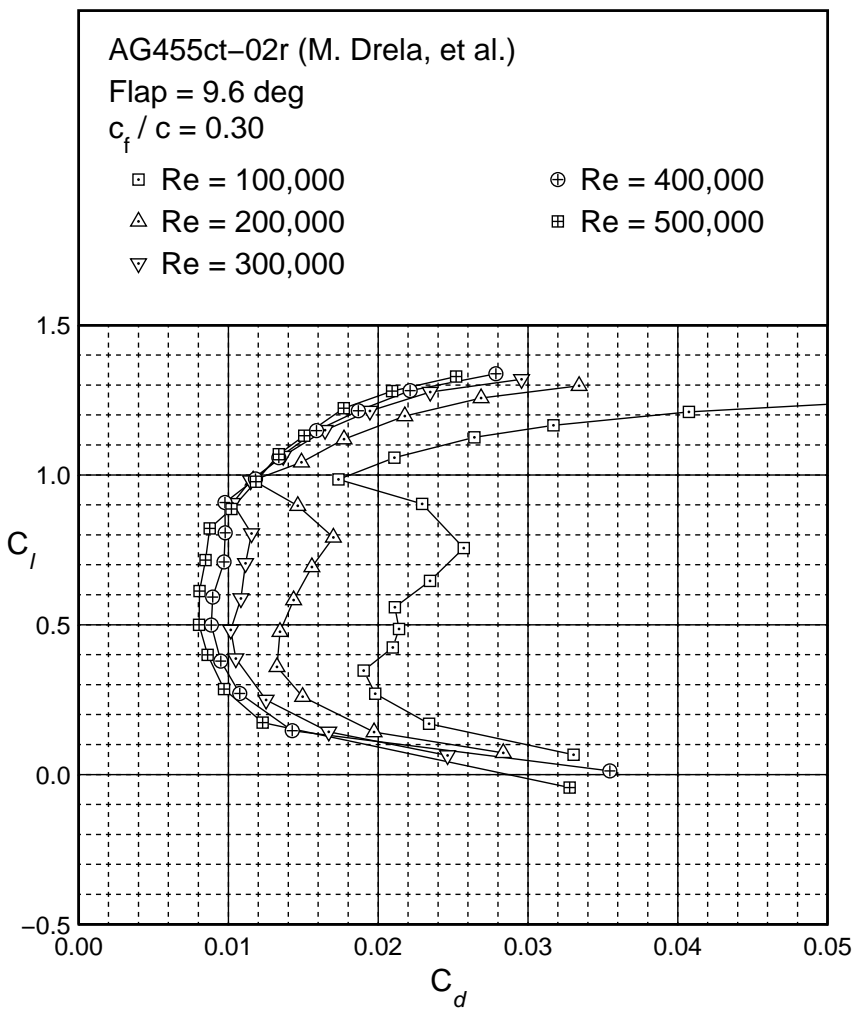 AG455ct−02r (M. Drela, et al.)
Flap = 9.6 deg
c_f / c = 0.30
Re = 100,000
Re = 200,000
Re = 300,000
Re = 400,000
Re = 500,000
1.5
1.0
C_l
0.5
0.0
−0.5
0.00 0.01 0.02 0.03 0.04 0.05
C_d